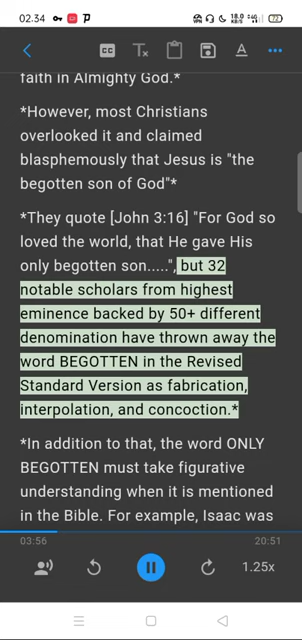 02.34
18.0
KB/S
72
CC
A
faith in Almighty God.*
*However, most Christians
overlooked it and claimed
blasphemously that Jesus is "the
begotten son of God"*
*They quote [John 3:16] "For God so
loved the world, that He gave His
only begotten son.....", but 32
notable scholars from highest
eminence backed by 50+ different
denomination have thrown away the
word BEGOTTEN in the Revised
Standard Version as fabrication,
interpolation, and concoction.*
*In addition to that, the word ONLY
BEGOTTEN must take figurative
understanding when it is mentioned
in the Bible. For example, Isaac was
03:56
20:51
1.25x